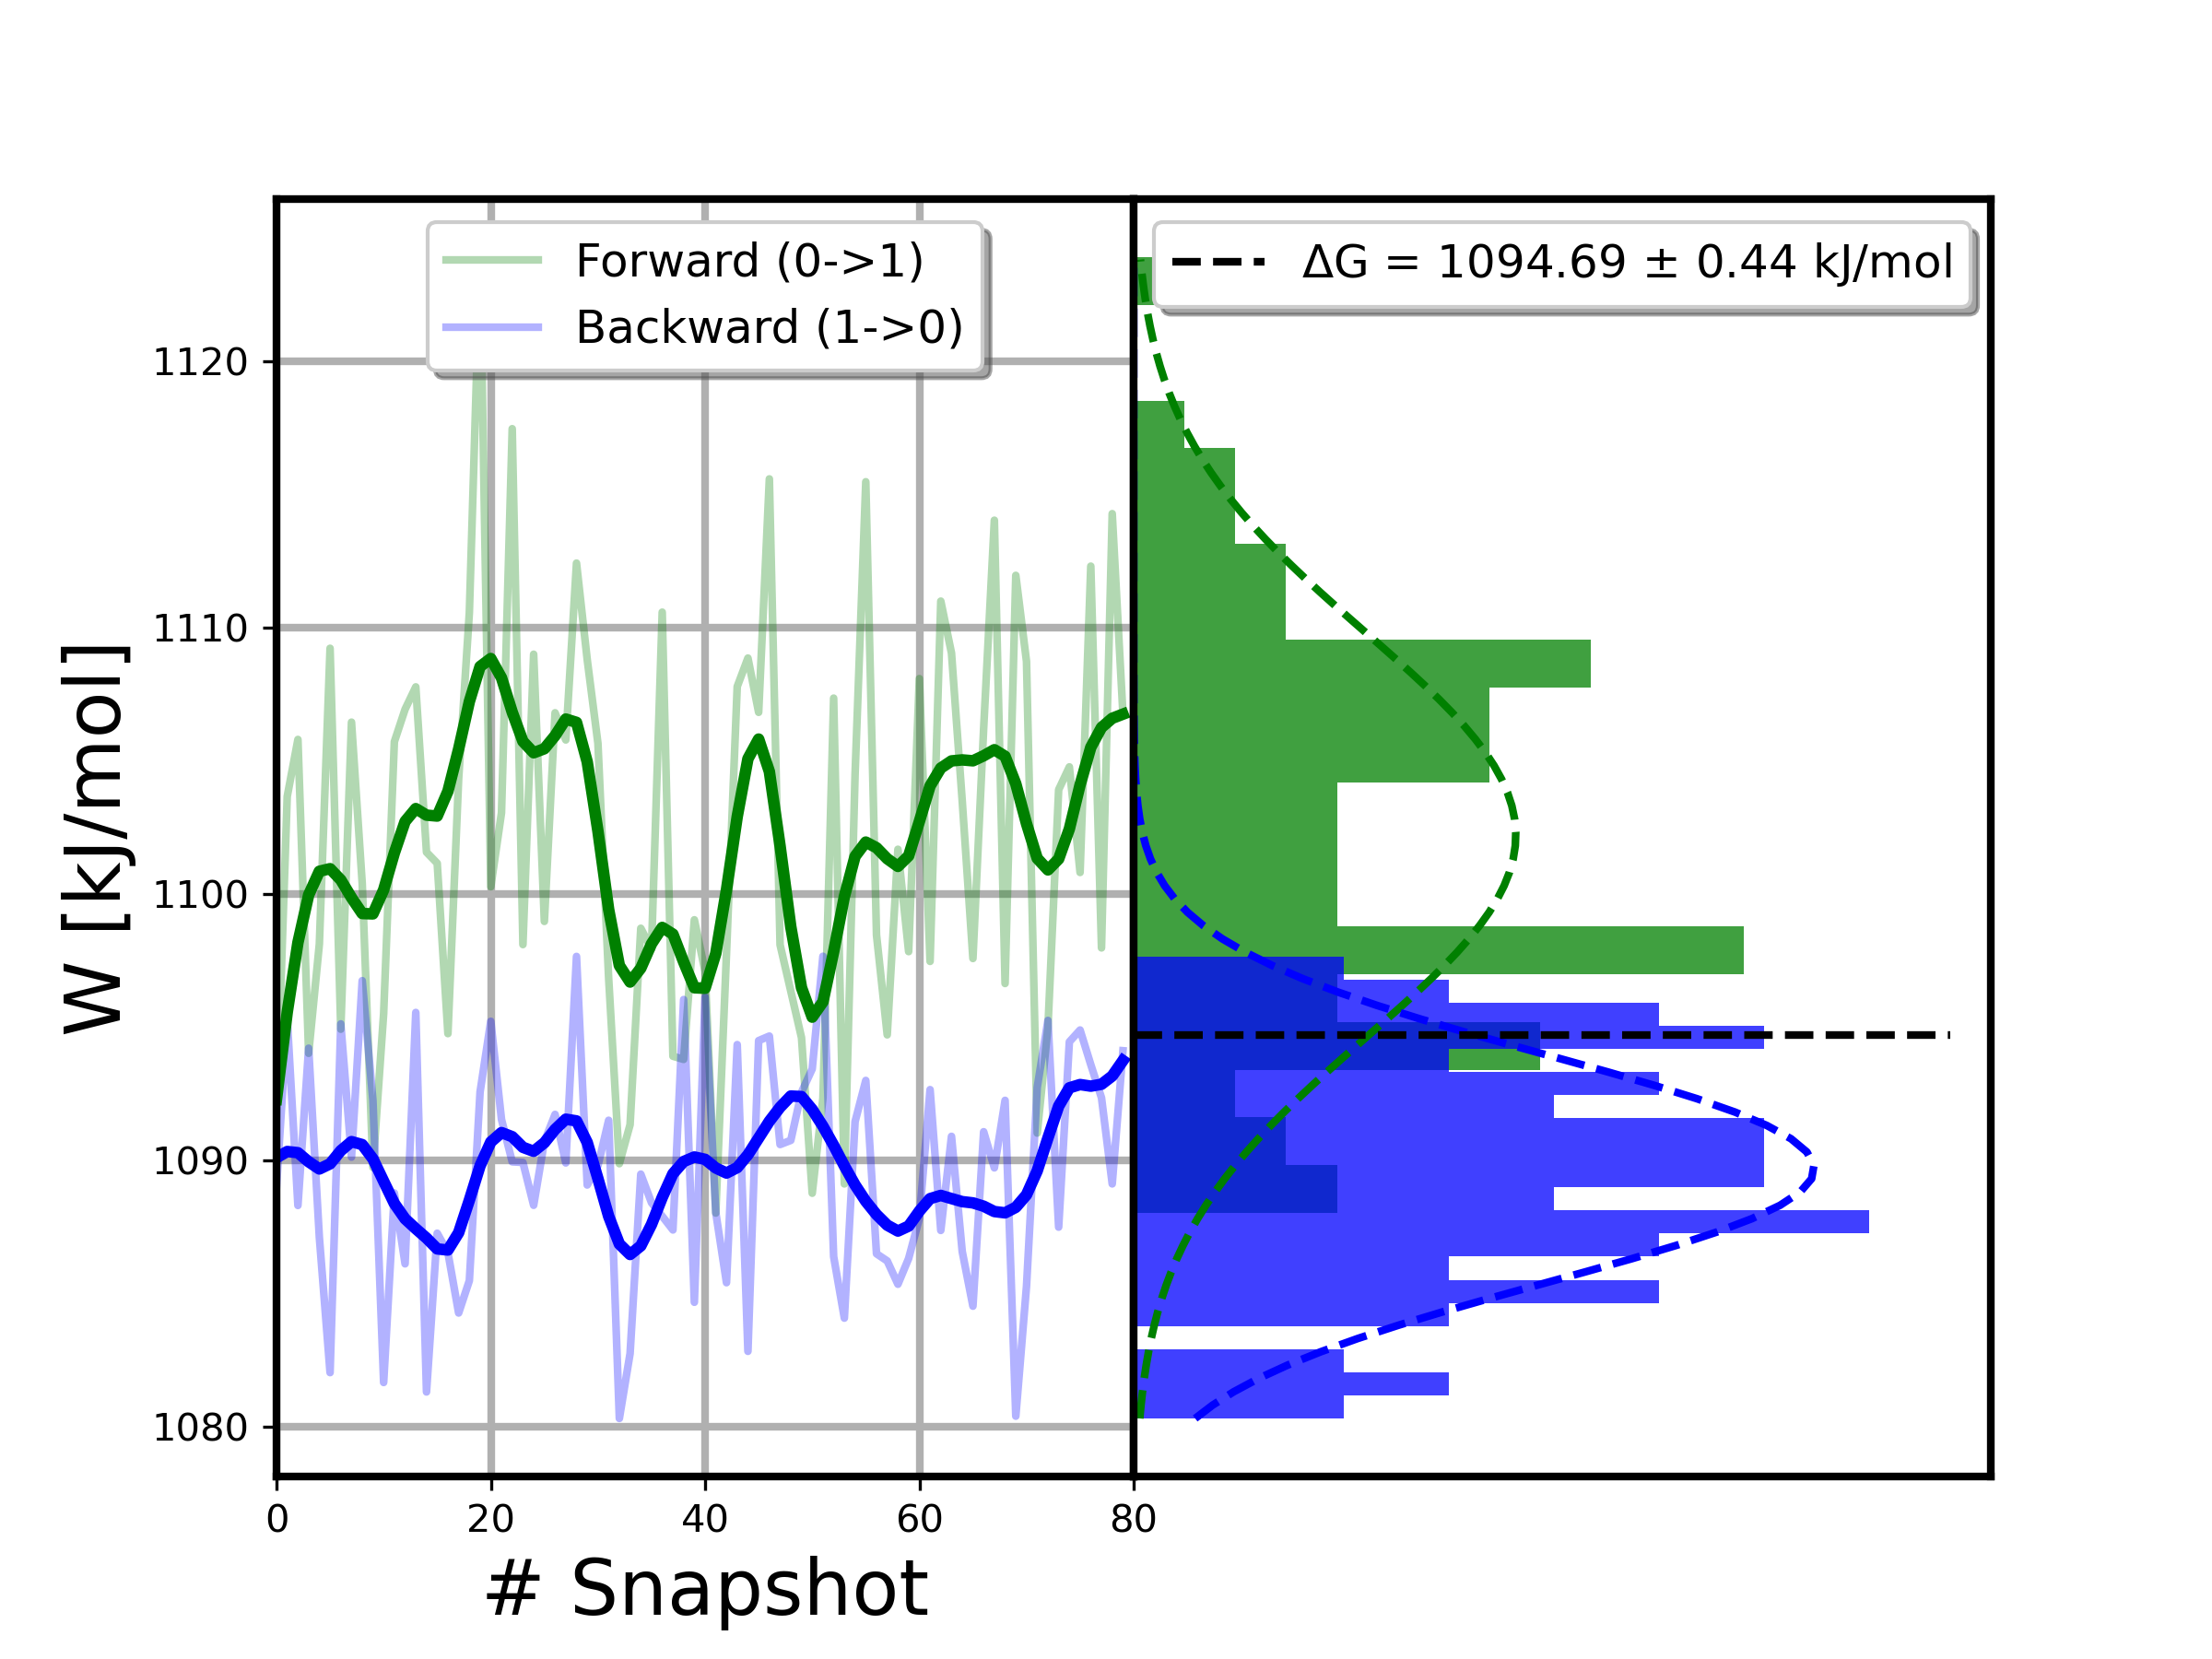 Forward (0->1)
Backward (1->0)
ΔG = 1094.69 ± 0.44 kJ/mol
W [kJ/mol]
1120
1110
1100
1090
1080
0 20 40 60 80
# Snapshot